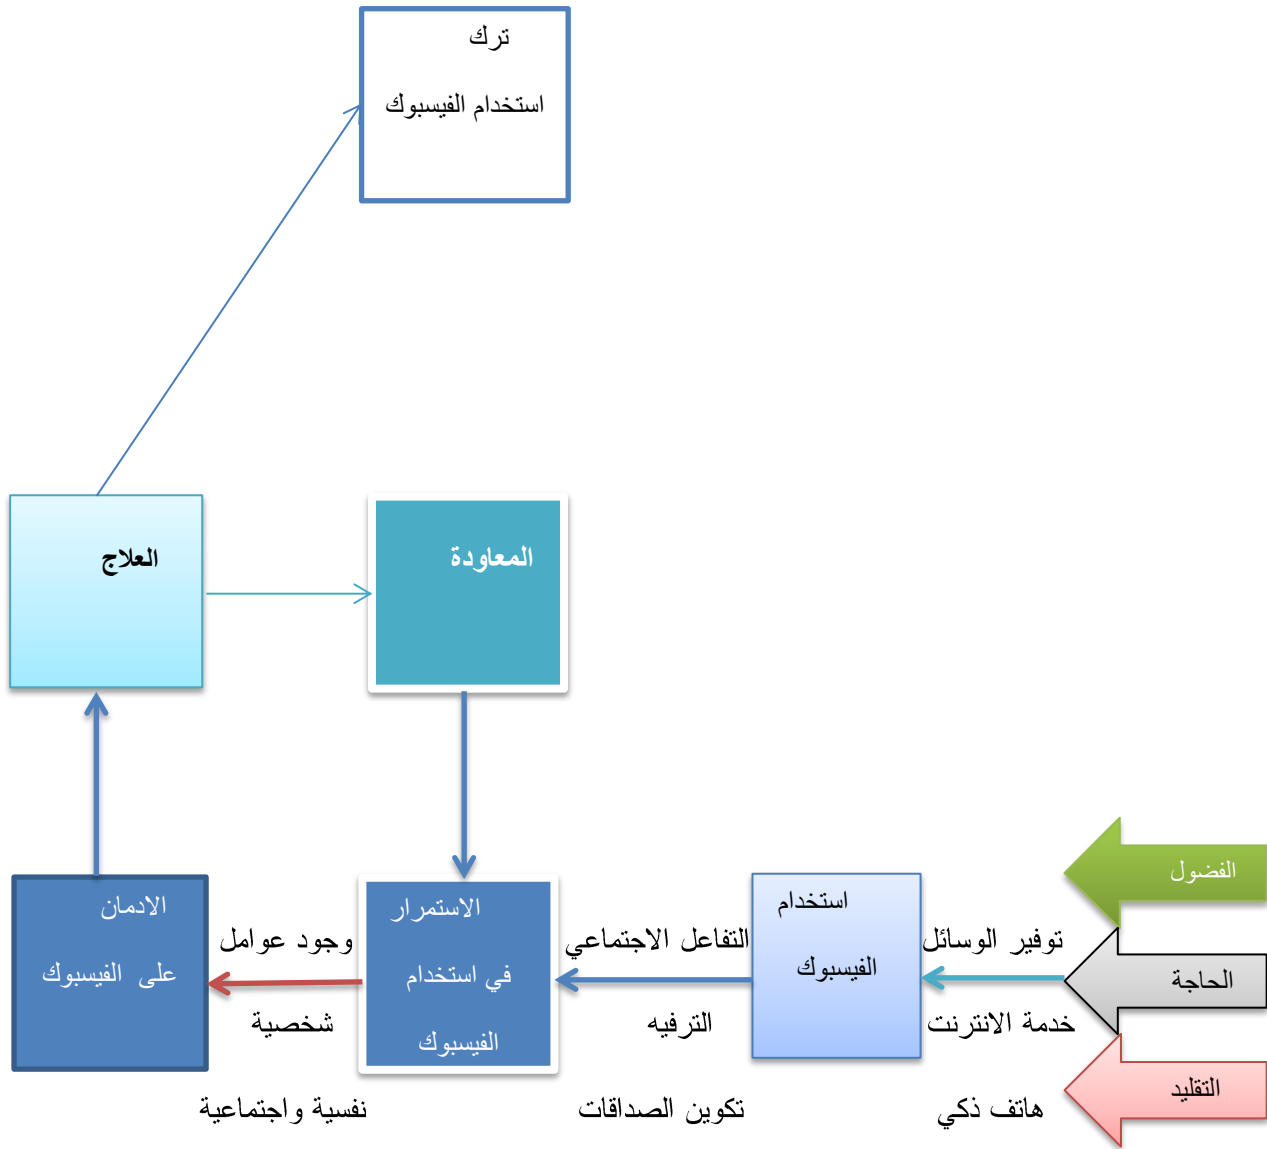 ترك
استخدام الفيسبوك
العلاج
المعاودة
الفضول
الحاجة
التقليد
توفير الوسائل
خدمة الانترنت
هاتف ذكي
استخدام
الفيسبوك
التفاعل الاجتماعي
الترفيه
تكوين الصداقات
الاستمرار
في استخدام
الفيسبوك
وجود عوامل
شخصية
نفسية واجتماعية
الادمان
على الفيسبوك